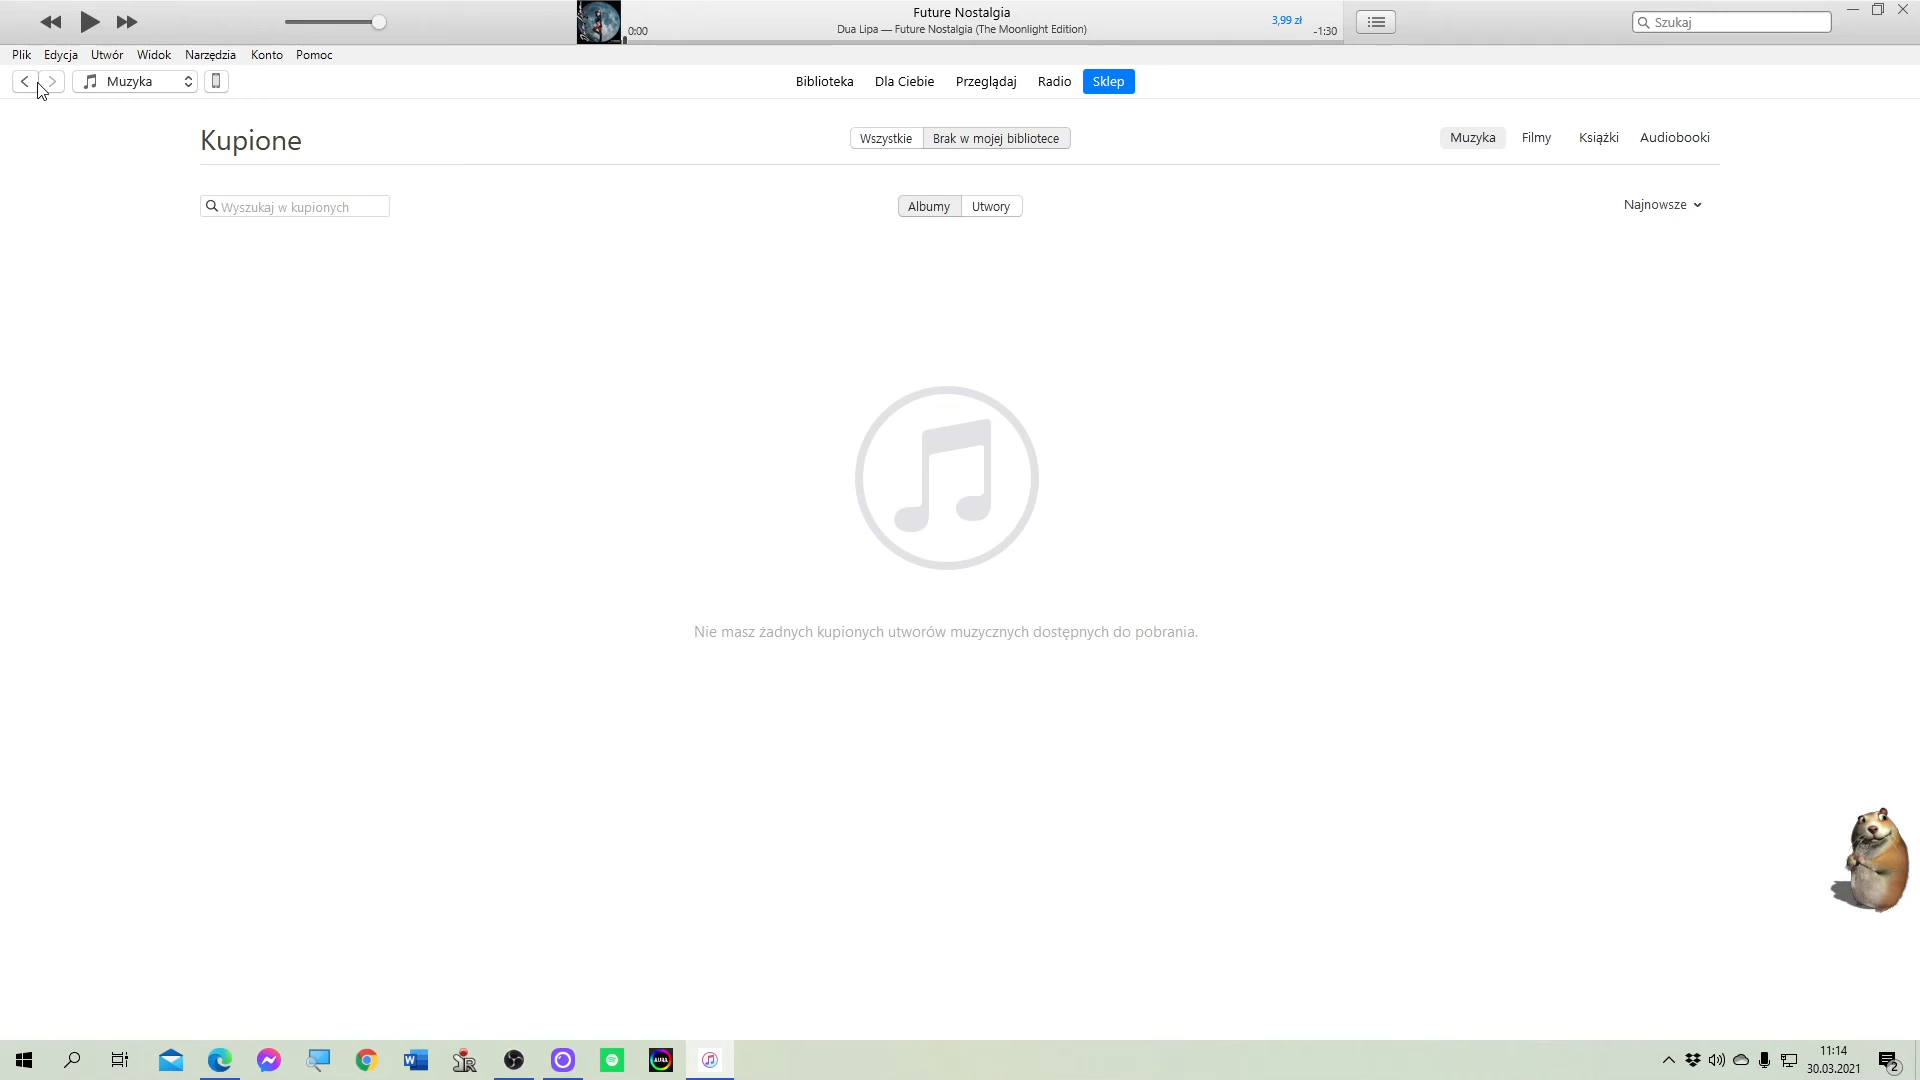 Future Nostalgia
Dua Lipa — Future Nostalgia (The Moonlight Edition)
0:00
3,99 zł
-1:30
Szukaj
Plik Edycja Utwór Widok Narzędzia Konto Pomoc
Muzyka
Biblioteka Dla Ciebie Przeglądaj Radio Sklep
Kupione
Wszystkie Brak w mojej bibliotece
Muzyka Filmy Książki Audiobooki
Wyszukaj w kupionych
Albumy Utwory
Najnowsze
Nie masz żadnych kupionych utworów muzycznych dostępnych do pobrania.
AURA
11:14
30.03.2021
2